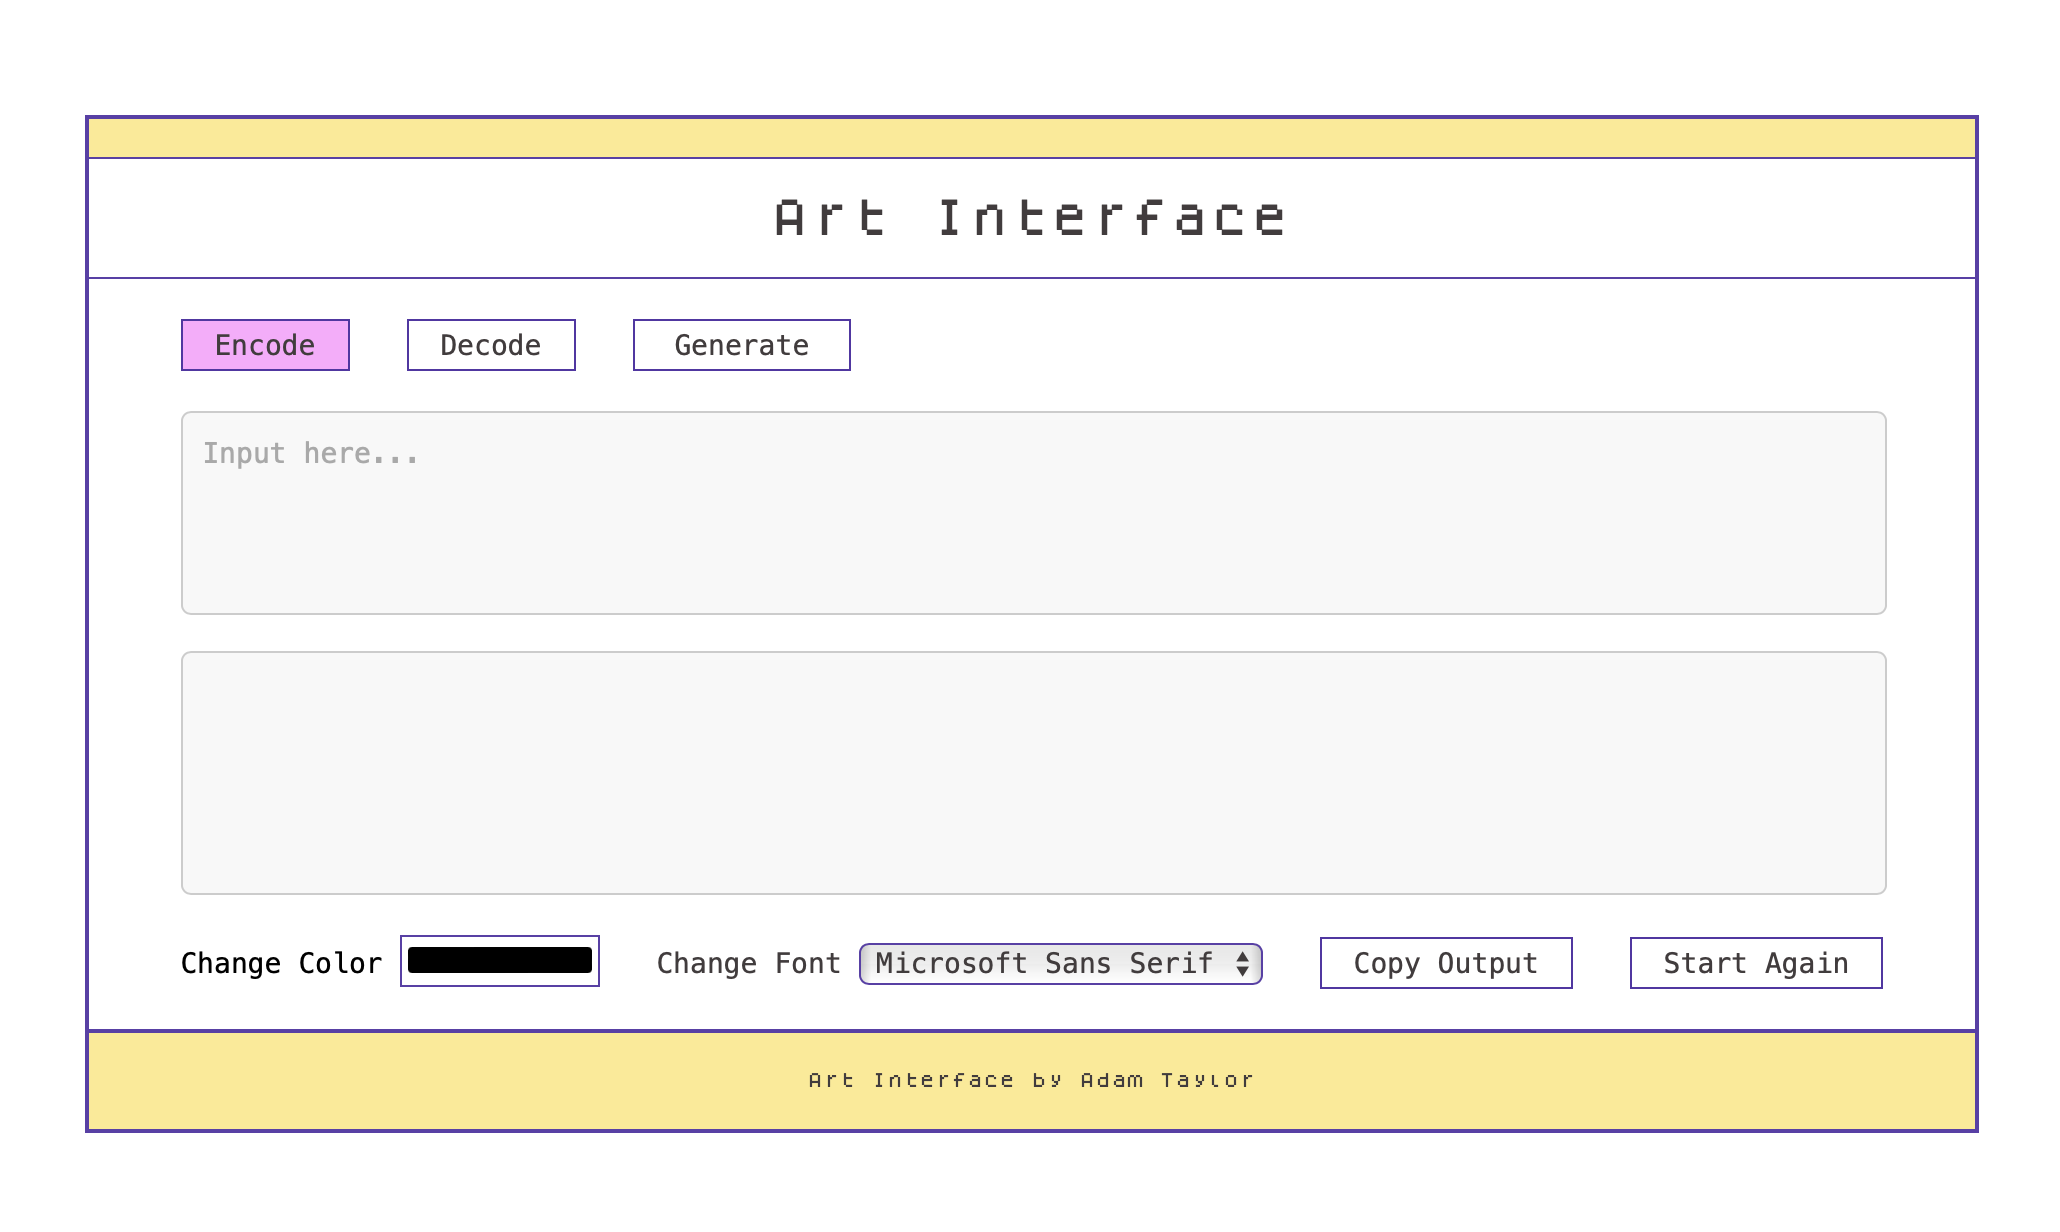 Art Interface
Encode Decode Generate
Input here...
Change Color Change Font Microsoft Sans Serif Copy Output Start Again
Art Interface by Adam Taylor